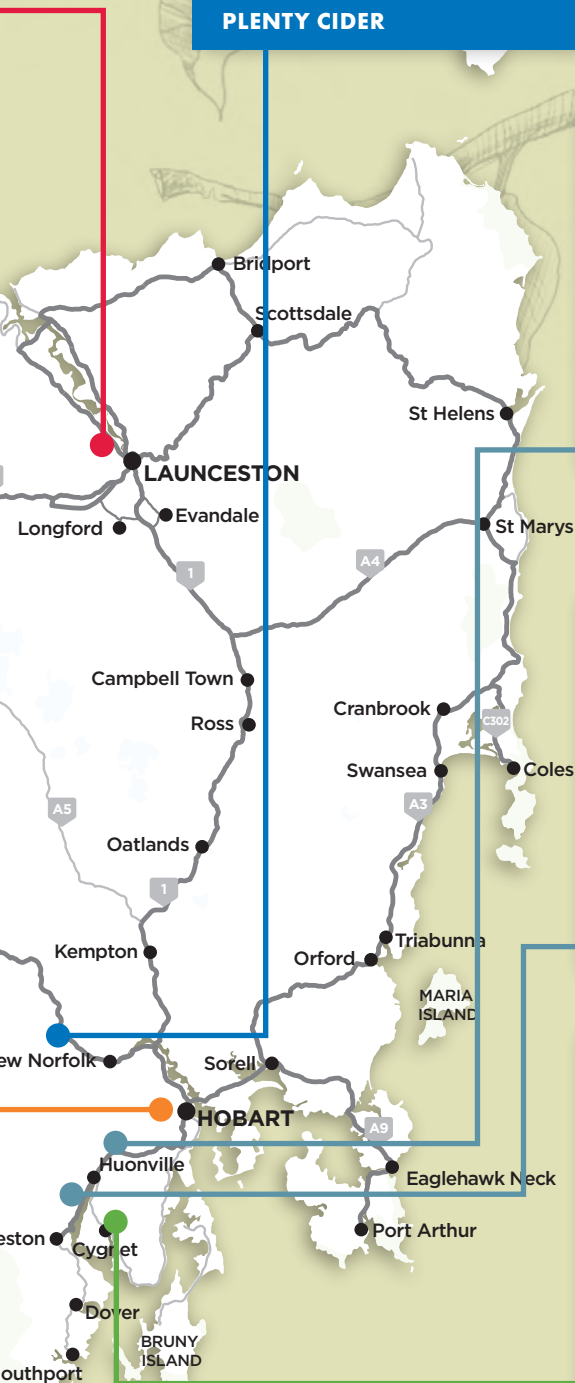 PLENTY CIDER
Bridport
Scottsdale
St Helens
LAUNCESTON
Evandale
Longford
St Marys
1
A4
Campbell Town
Cranbrook
Ross
C302
Swansea
Coles
A3
A5
Oatlands
1
Triabunna
Kempton
Orford
MARIA
ISLAND
ew Norfolk
Sorell
HOBART
A9
Huonville
Eaglehawk Neck
Port Arthur
eston
Cygnet
Dover
BRUNY
ISLAND
outhport